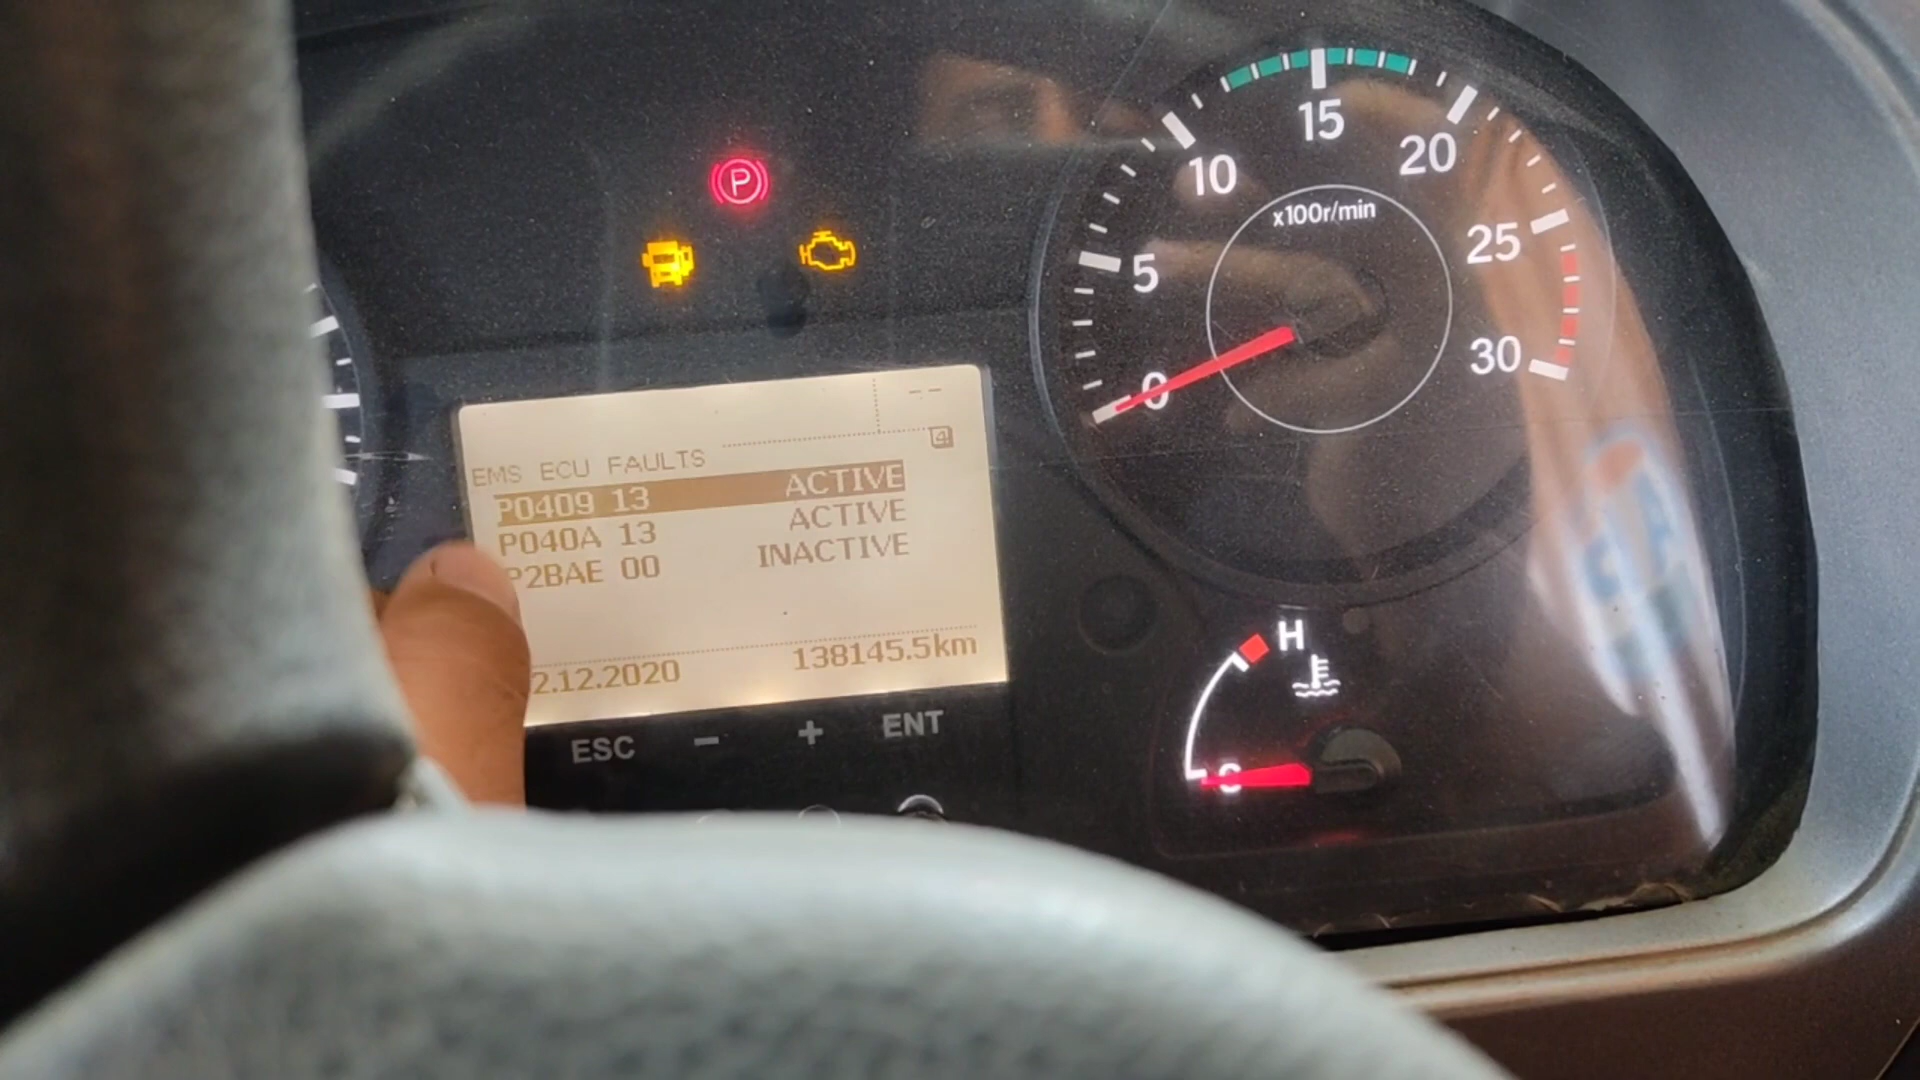 15
10
20
x100r/min
5
25
0
30
P
--
4
EMS ECU FAULTS
P0409 13 ACTIVE
P040A 13 ACTIVE
P2BAE 00 INACTIVE
2.12.2020 138145.5km
H
C
ESC - + ENT